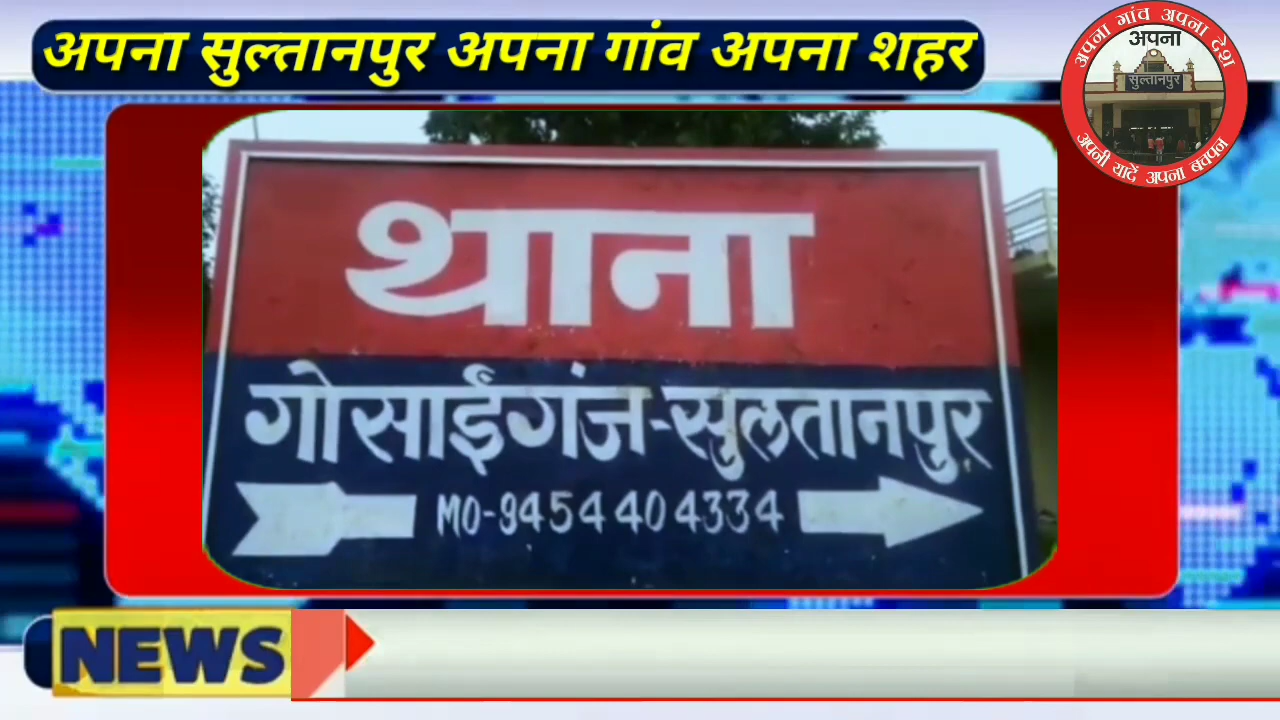 अपना सुल्तानपुर अपना गांव अपना शहर
अपना गांव अपना देश
अपना
सुल्तानपुर
अपनी यादें अपना बचपन
थाना
गोसाईगंज-सुलतानपुर
MO-9454404334
NEWS